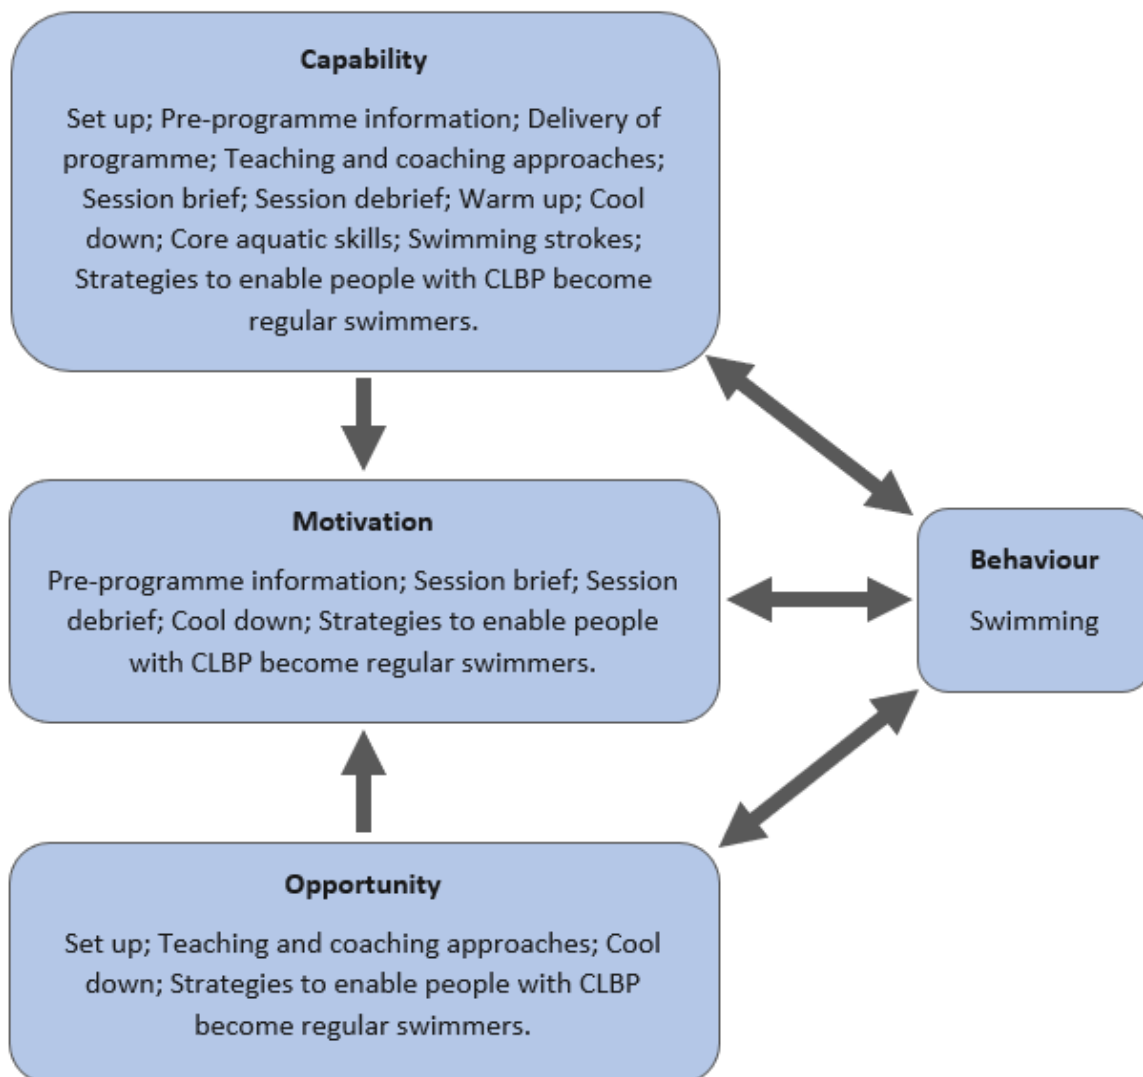 Capability
Set up; Pre-programme information; Delivery of
programme; Teaching and coaching approaches;
Session brief; Session debrief; Warm up; Cool
down; Core aquatic skills; Swimming strokes;
Strategies to enable people with CLBP become
regular swimmers.
Motivation
Pre-programme information; Session brief; Session
debrief; Cool down; Strategies to enable people
with CLBP become regular swimmers.
Behaviour
Swimming
Opportunity
Set up; Teaching and coaching approaches; Cool
down; Strategies to enable people with CLBP
become regular swimmers.